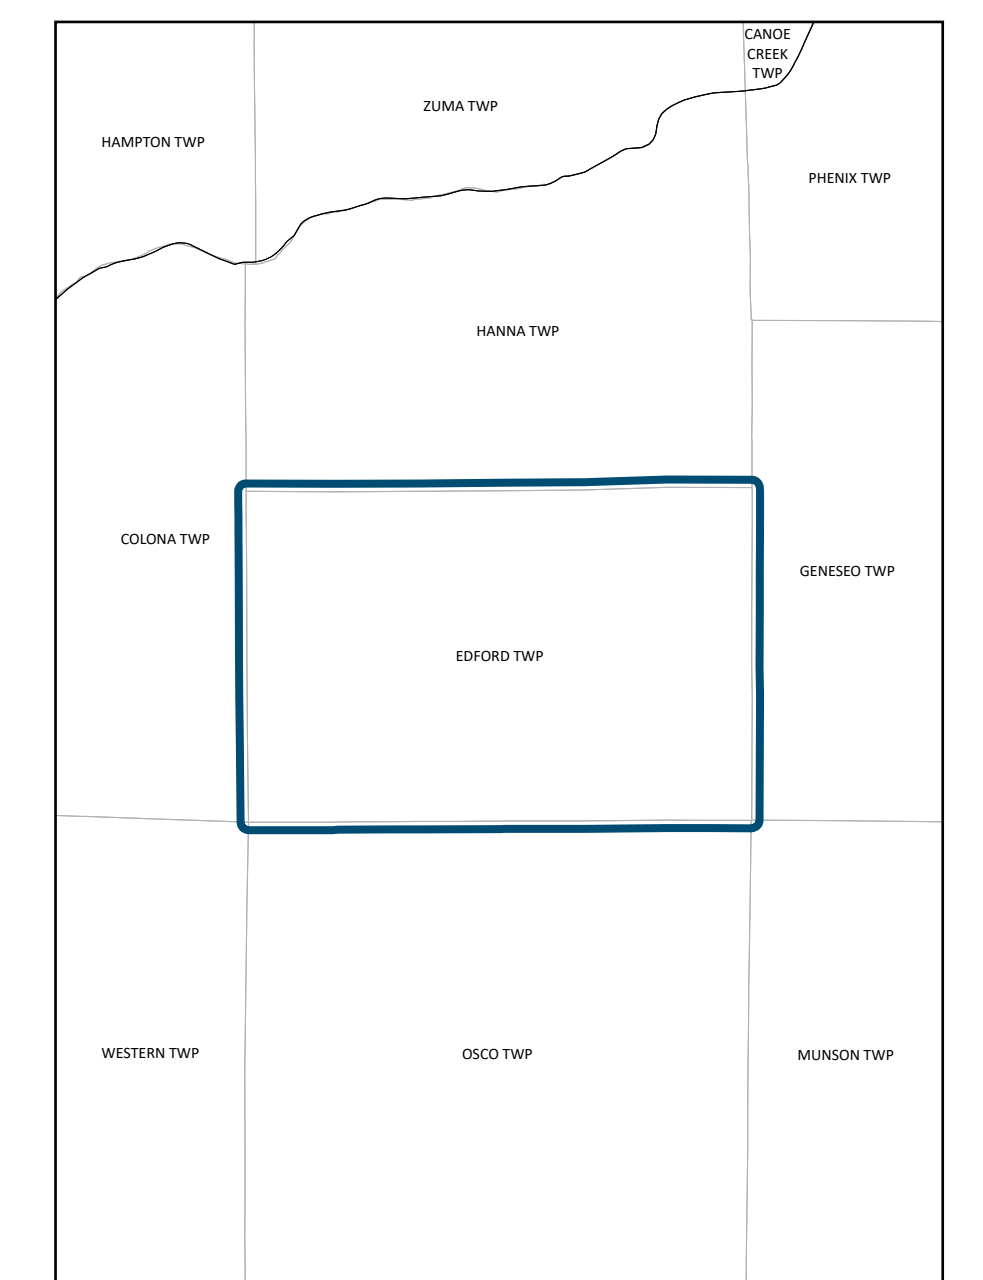 CANOE
CREEK
TWP
ZUMA TWP
HAMPTON TWP
PHENIX TWP
HANNA TWP
COLONA TWP
GENESEO TWP
EDFORD TWP
WESTERN TWP
OSCO TWP
MUNSON TWP